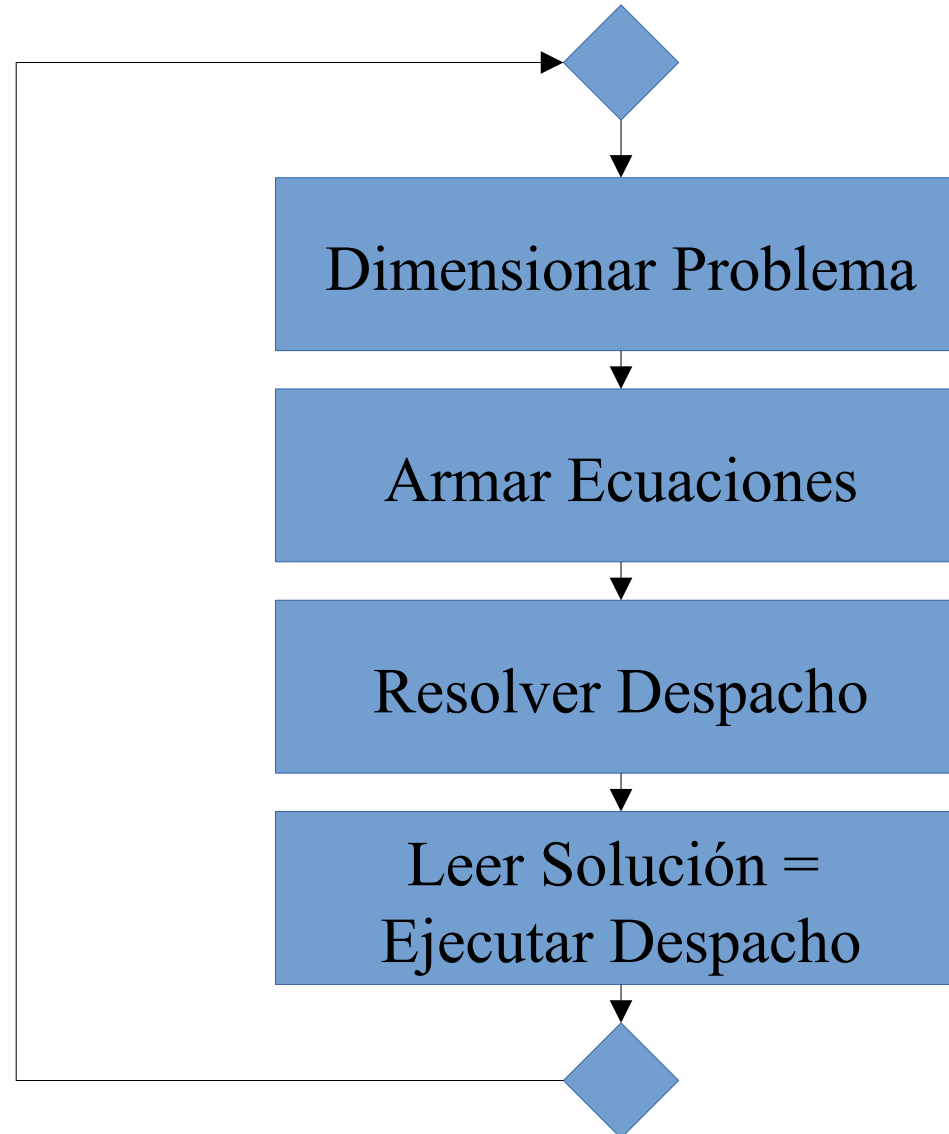 Dimensionar Problema
Armar Ecuaciones
Resolver Despacho
Leer Solución =
Ejecutar Despacho